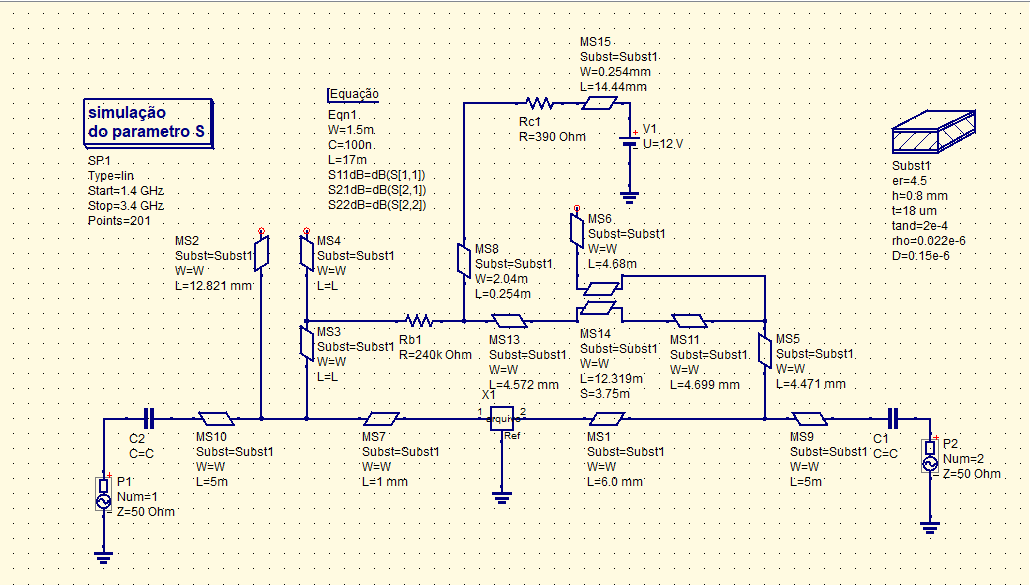 MS15
Subst=Subst1
W=0.254mm
L=14.44mm
simulação
do parametro S
SP1
Type=lin
Start=1.4 GHz
Stop=3.4 GHz
Points=201
Equação
Eqn1
W=1.5m
C=100n
L=17m
S11dB=dB(S[1,1])
S21dB=dB(S[2,1])
S22dB=dB(S[2,2])
Rc1
R=390 Ohm
V1
U=12 V
Subst1
er=4.5
h=0.8 mm
t=18 um
tand=2e-4
rho=0.022e-6
D=0.15e-6
MS2
Subst=Subst1
W=W
L=12.821 mm
MS4
Subst=Subst1
W=W
L=L
MS8
Subst=Subst1
W=2.04m
L=0.254m
MS6
Subst=Subst1
W=W
L=4.68m
MS3
Subst=Subst1
W=W
L=L
Rb1
R=240k Ohm
MS13
Subst=Subst1
W=W
L=4.572 mm
MS14
Subst=Subst1
W=W
L=12.319m
S=3.75m
MS11
Subst=Subst1
W=W
L=4.699 mm
MS5
Subst=Subst1
W=W
L=4.471 mm
X1
1
arquivo
2
Ref
C2
C=C
MS10
Subst=Subst1
W=W
L=5m
MS7
Subst=Subst1
W=W
L=1 mm
MS1
Subst=Subst1
W=W
L=6.0 mm
MS9
Subst=Subst1
W=W
L=5m
C1
C=C
P1
Num=1
Z=50 Ohm
P2
Num=2
Z=50 Ohm